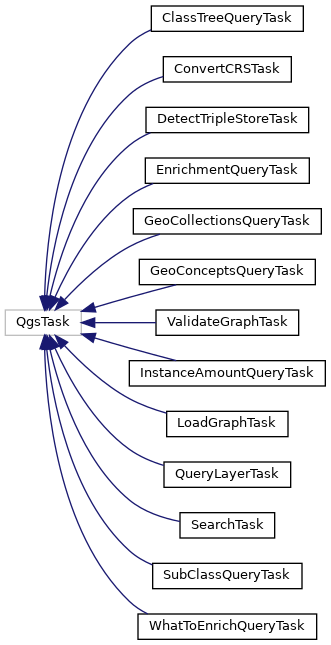 ClassTreeQueryTask
ConvertCRSTask
DetectTripleStoreTask
EnrichmentQueryTask
GeoCollectionsQueryTask
GeoConceptsQueryTask
QgsTask
ValidateGraphTask
InstanceAmountQueryTask
LoadGraphTask
QueryLayerTask
SearchTask
SubClassQueryTask
WhatToEnrichQueryTask